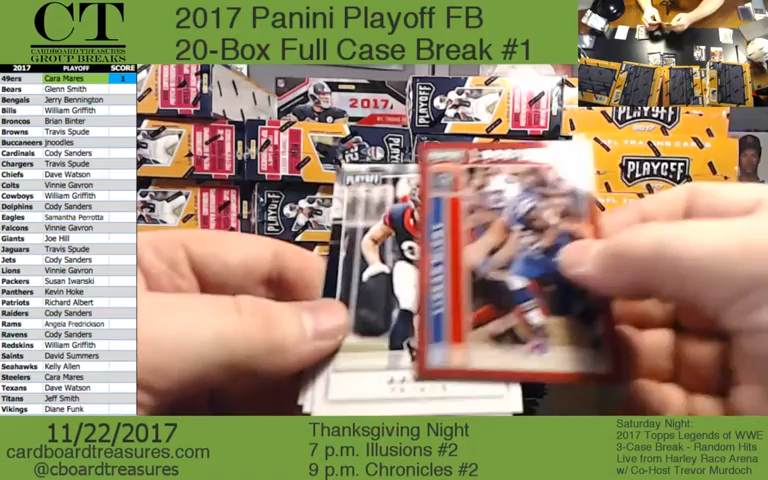 CT
CARDBOARD TREASURES
GROUP BREAKS
2017 Panini Playoff FB
20-Box Full Case Break #1
2017 PLAYOFF SCORE
49ers Cara Mares 1
Bears Glenn Smith
Bengals Jerry Bennington
Bills William Griffith
Broncos Brian Binter
Browns Travis Spude
Buccaneers jnoodles
Cardinals Cody Sanders
Chargers Travis Spude
Chiefs Dave Watson
Colts Vinnie Gavron
Cowboys William Griffith
Dolphins Cody Sanders
Eagles Samantha Perrotta
Falcons Vinnie Gavron
Giants Joe Hill
Jaguars Travis Spude
Jets Cody Sanders
Lions Vinnie Gavron
Packers Susan Iwanski
Panthers Kevin Hoke
Patriots Richard Albert
Raiders Cody Sanders
Rams Angela Fredrickson
Ravens Cody Sanders
Redskins William Griffith
Saints David Summers
Seahawks Kelly Allen
Steelers Cara Mares
Texans Dave Watson
Titans Jeff Smith
Vikings Diane Funk
2017
PLAYOFF
2017
PLAYOFF
11/22/2017
cardboardtreasures.com
@cboardtreasures
Thanksgiving Night
7 p.m. Illusions #2
9 p.m. Chronicles #2
Saturday Night:
2017 Topps Legends of WWE
3-Case Break - Random Hits
Live from Harley Race Arena
w/ Co-Host Trevor Murdoch